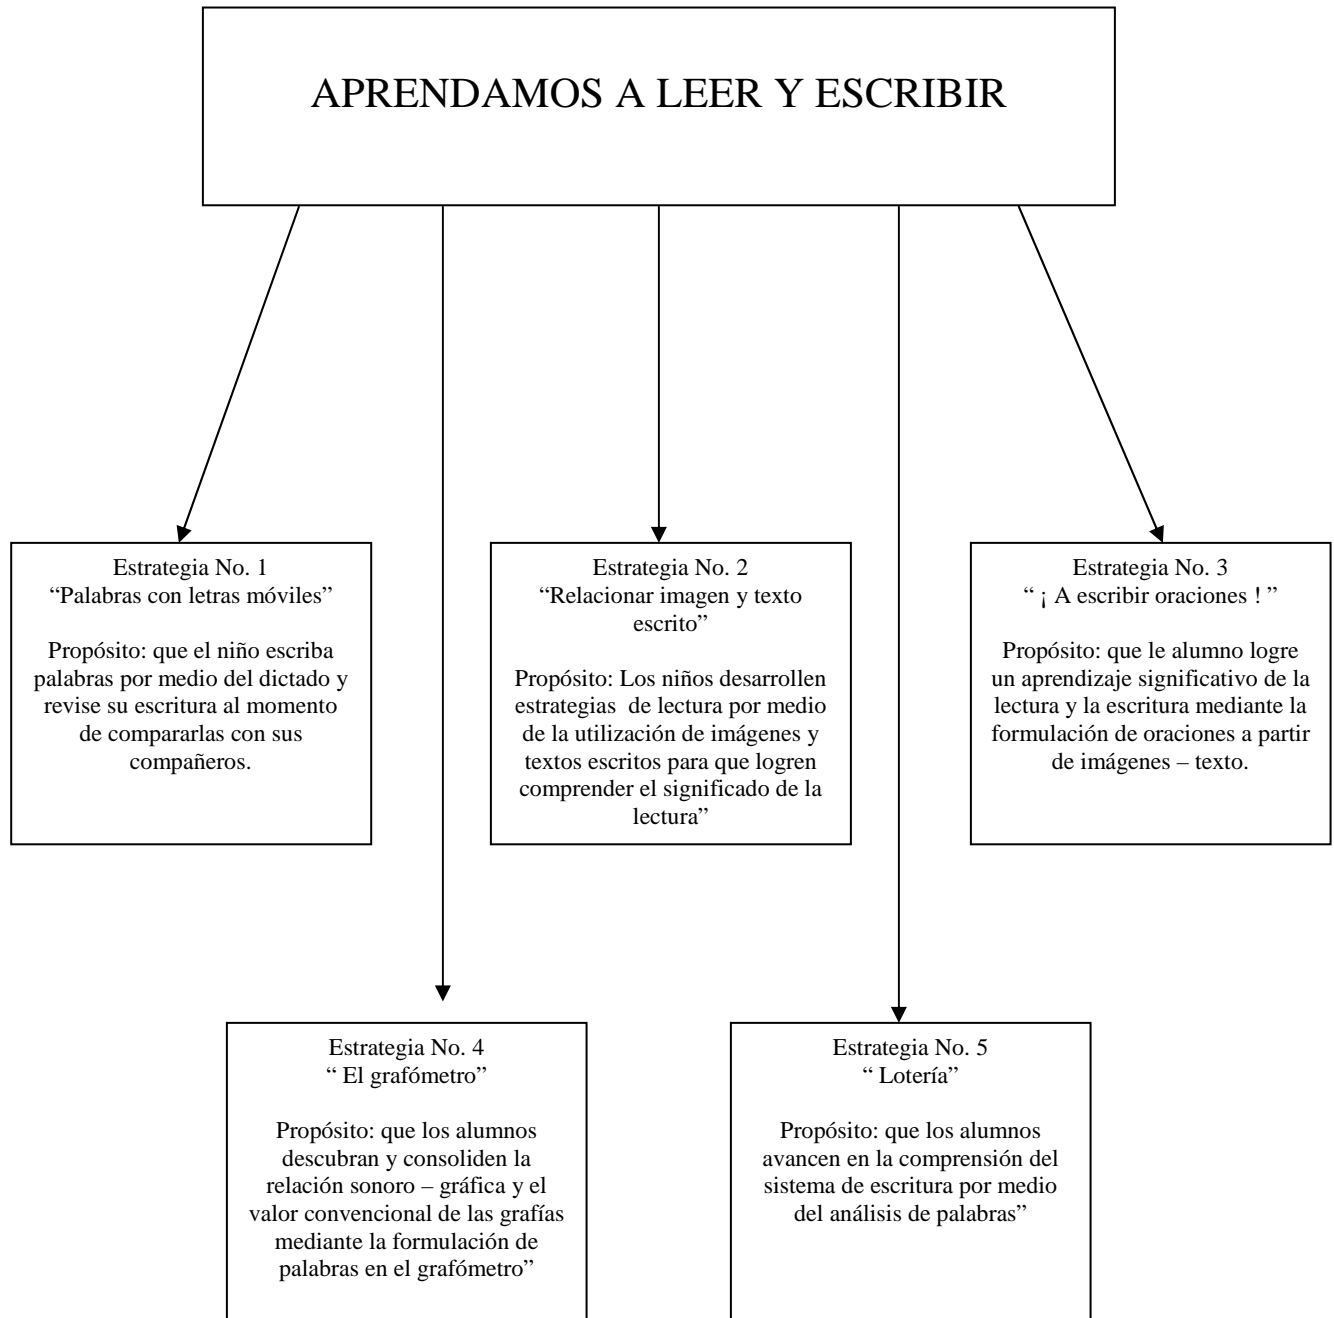 APRENDAMOS A LEER Y ESCRIBIR
Estrategia No. 1
“Palabras con letras móviles”
Propósito: que el niño escriba
palabras por medio del dictado y
revise su escritura al momento
de compararlas con sus
compañeros.
Estrategia No. 2
“Relacionar imagen y texto
escrito”
Propósito: Los niños desarrollen
estrategias  de lectura por medio
de la utilización de imágenes y
textos escritos para que logren
comprender el significado de la
lectura”
Estrategia No. 3
“ ¡ A escribir oraciones ! ”
Propósito: que le alumno logre
un aprendizaje significativo de la
lectura y la escritura mediante la
formulación de oraciones a partir
de imágenes – texto.
Estrategia No. 4
“ El grafómetro”
Propósito: que los alumnos
descubran y consoliden la
relación sonoro – gráfica y el
valor convencional de las grafías
mediante la formulación de
palabras en el grafómetro”
Estrategia No. 5
“ Lotería”
Propósito: que los alumnos
avancen en la comprensión del
sistema de escritura por medio
del análisis de palabras”